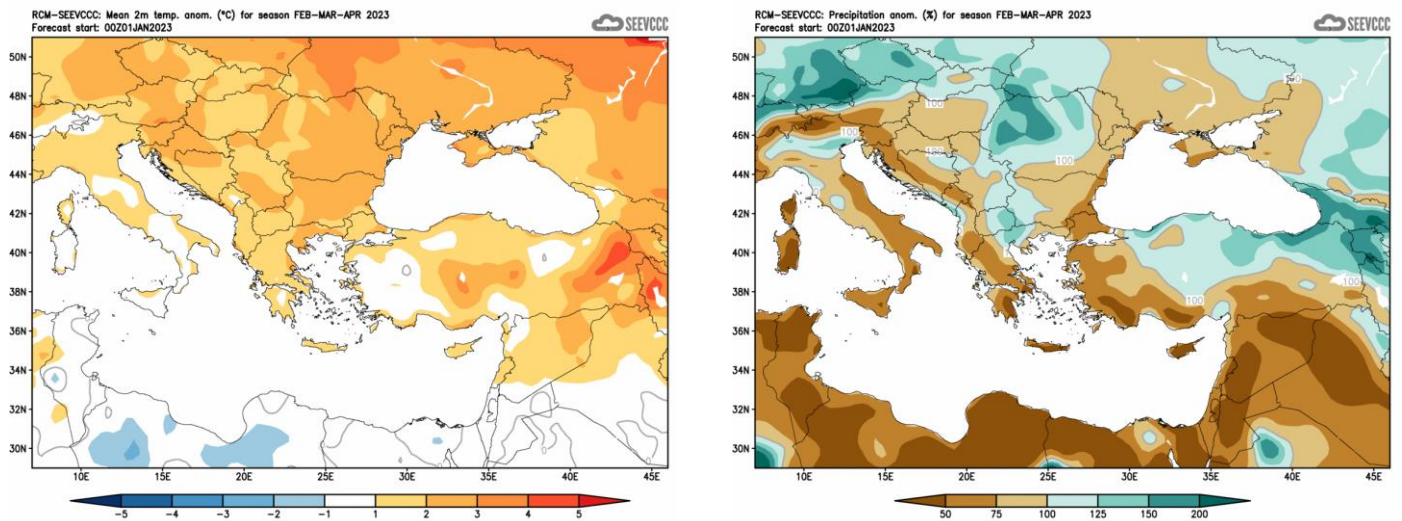 RCM-SEEVCCC: Mean 2m temp. anom. (°C) for season FEB-MAR-APR 2023
Forecast start: 00Z01JAN2023
SEEVCCC
50N
48N
46N
44N
42N
40N
38N
36N
34N
32N
30N
10E 15E 20E 25E 30E 35E 40E 45E
-5 -4 -3 -2 -1 1 2 3 4 5
RCM-SEEVCCC: Precipitation anom. (%) for season FEB-MAR-APR 2023
Forecast start: 00Z01JAN2023
SEEVCCC
50N
48N
46N
44N
42N
40N
38N
36N
34N
32N
30N
100
100
100
100
100
10E 15E 20E 25E 30E 35E 40E 45E
50 75 100 125 150 200